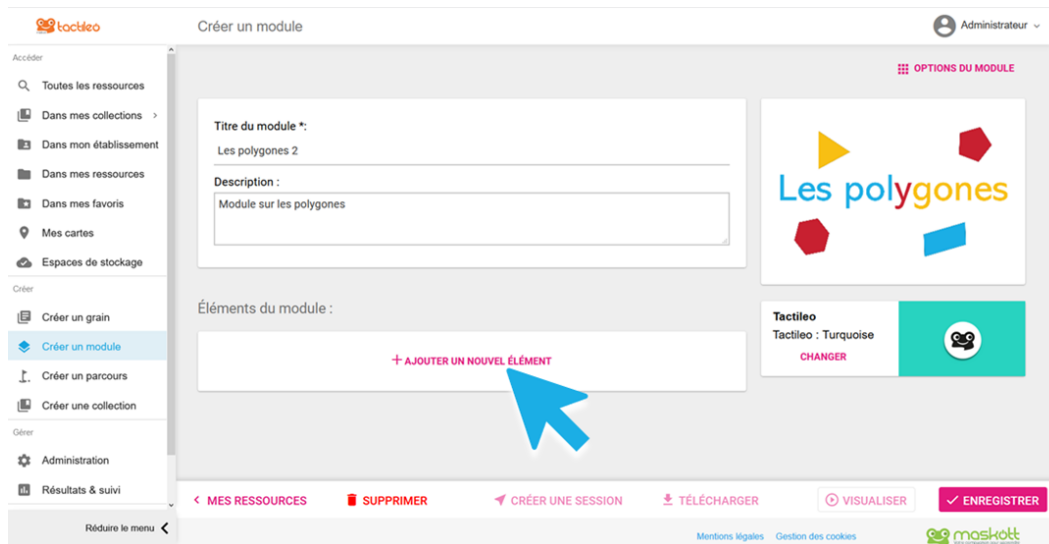 tactileo
Créer un module
Administrateur
Accéder
Toutes les ressources
Dans mes collections >
Dans mon établissement
Dans mes ressources
Dans mes favoris
Mes cartes
Espaces de stockage
Créer
Créer un grain
Créer un module
Créer un parcours
Créer une collection
Gérer
Administration
Résultats & suivi
Réduire le menu
OPTIONS DU MODULE
Titre du module *:
Les polygones 2
Description :
Module sur les polygones
Les polygones
Éléments du module :
+ AJOUTER UN NOUVEL ÉLÉMENT
Tactileo
Tactileo : Turquoise
CHANGER
< MES RESSOURCES SUPPRIMER CRÉER UNE SESSION TÉLÉCHARGER VISUALISER ENREGISTRER
Mentions légales Gestion des cookies
maskott